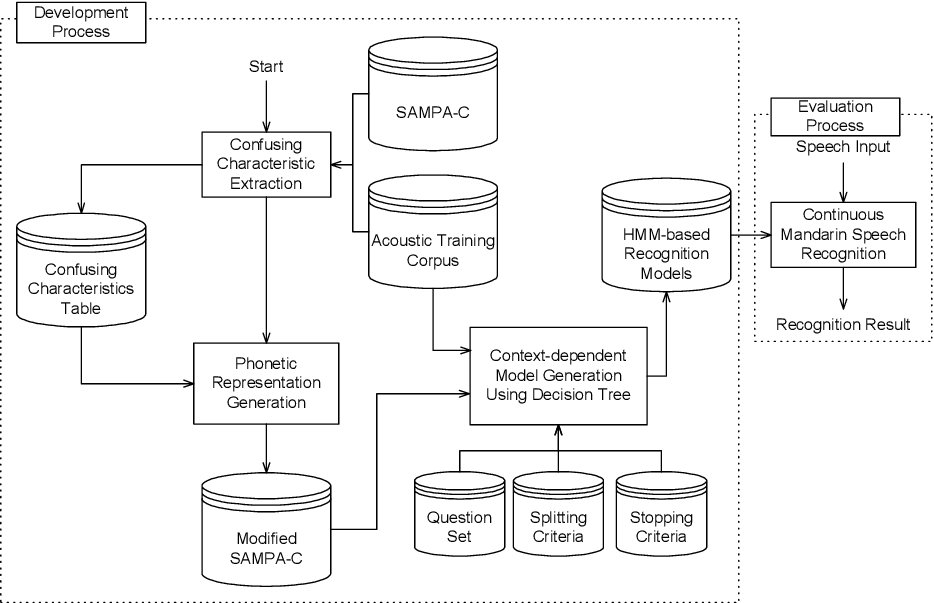 Development
Process
Start
SAMPA-C
Confusing
Characteristic
Extraction
Acoustic Training
Corpus
Confusing
Characteristics
Table
Phonetic
Representation
Generation
Modified
SAMPA-C
Context-dependent
Model Generation
Using Decision Tree
Question
Set
Splitting
Criteria
Stopping
Criteria
HMM-based
Recognition
Models
Evaluation
Process
Speech Input
Continuous
Mandarin Speech
Recognition
Recognition Result